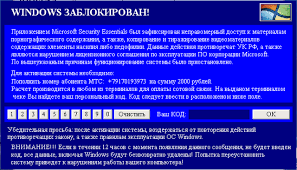 WINDOWS ЗАБЛОКИРОВАН!
Приложением Microsoft Security Essentials был зафиксирован неправомерный доступ к материалам
порнографического содержания, а также, копирование и тиражирование видеоматериалов
содержащих элементы насилия либо педофилии. Данные действия противоречат УК РФ, а также
являются нарушением лицензионного соглашения по эксплуатации ПО корпорации Microsoft.
По вышеуказанным причинам функционирование системы было приостановлено.
Для активации системы необходимо:
Пополнить номер абонента МТС: +79178193973 на сумму 2000 рублей.
Расчет производится в любом из терминалов для оплаты сотовой связи. На выданном терминалом
чеке Вы найдете ваш персональный код. Код следует ввести в расположенном ниже поле.
1 2 3 4 5 6 7 8 9 0 Очистить Ваш КОД: OK
Убедительная просьба: после активации системы, воздержаться от повторения действий
противоречащих закону, а также правилам эксплуатации ОС Windows.
ВНИМАНИЕ!!! Если в течении 12 часов с момента появления данного сообщения, не будет введен
код, все данные, включая Windows будут безвозвратно удалены! Попытка переустановить
систему приведет к нарушениям работы вашего компьютера!